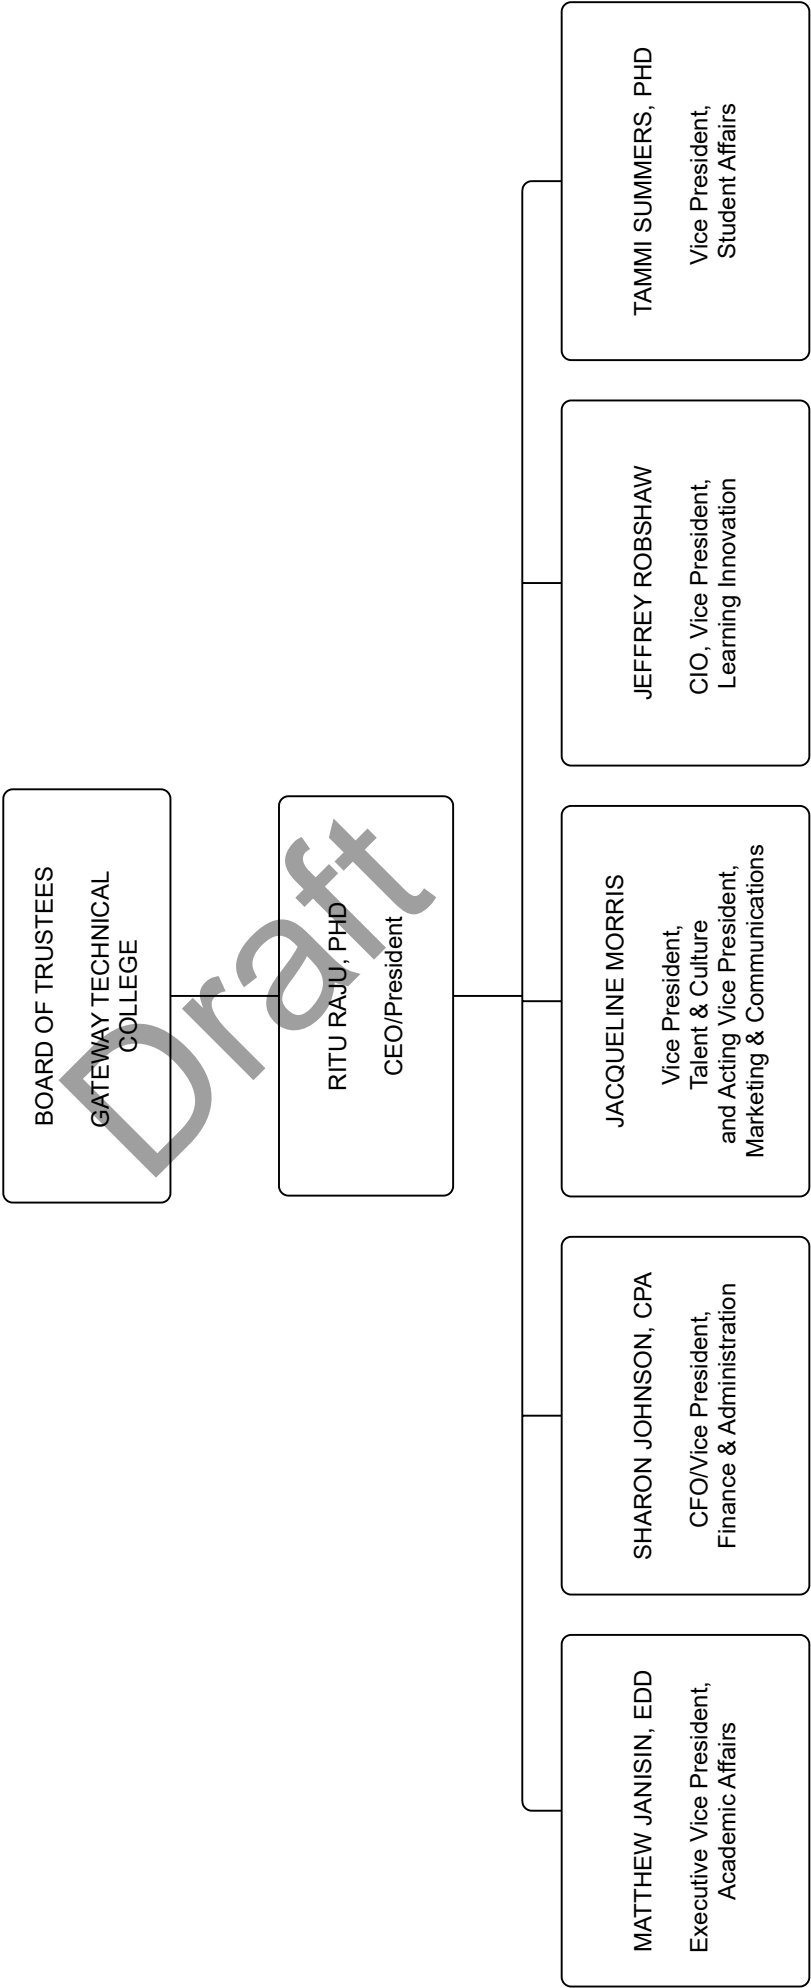 BOARD OF TRUSTEES
GATEWAY TECHNICAL
COLLEGE
Draft
RITU RAJU, PHD
CEO/President
MATTHEW JANISIN, EDD
Executive Vice President,
Academic Affairs
SHARON JOHNSON, CPA
CFO/Vice President,
Finance & Administration
JACQUELINE MORRIS
Vice President,
Talent & Culture
and Acting Vice President,
Marketing & Communications
JEFFREY ROBSHAW
CIO, Vice President,
Learning Innovation
TAMMI SUMMERS, PHD
Vice President,
Student Affairs